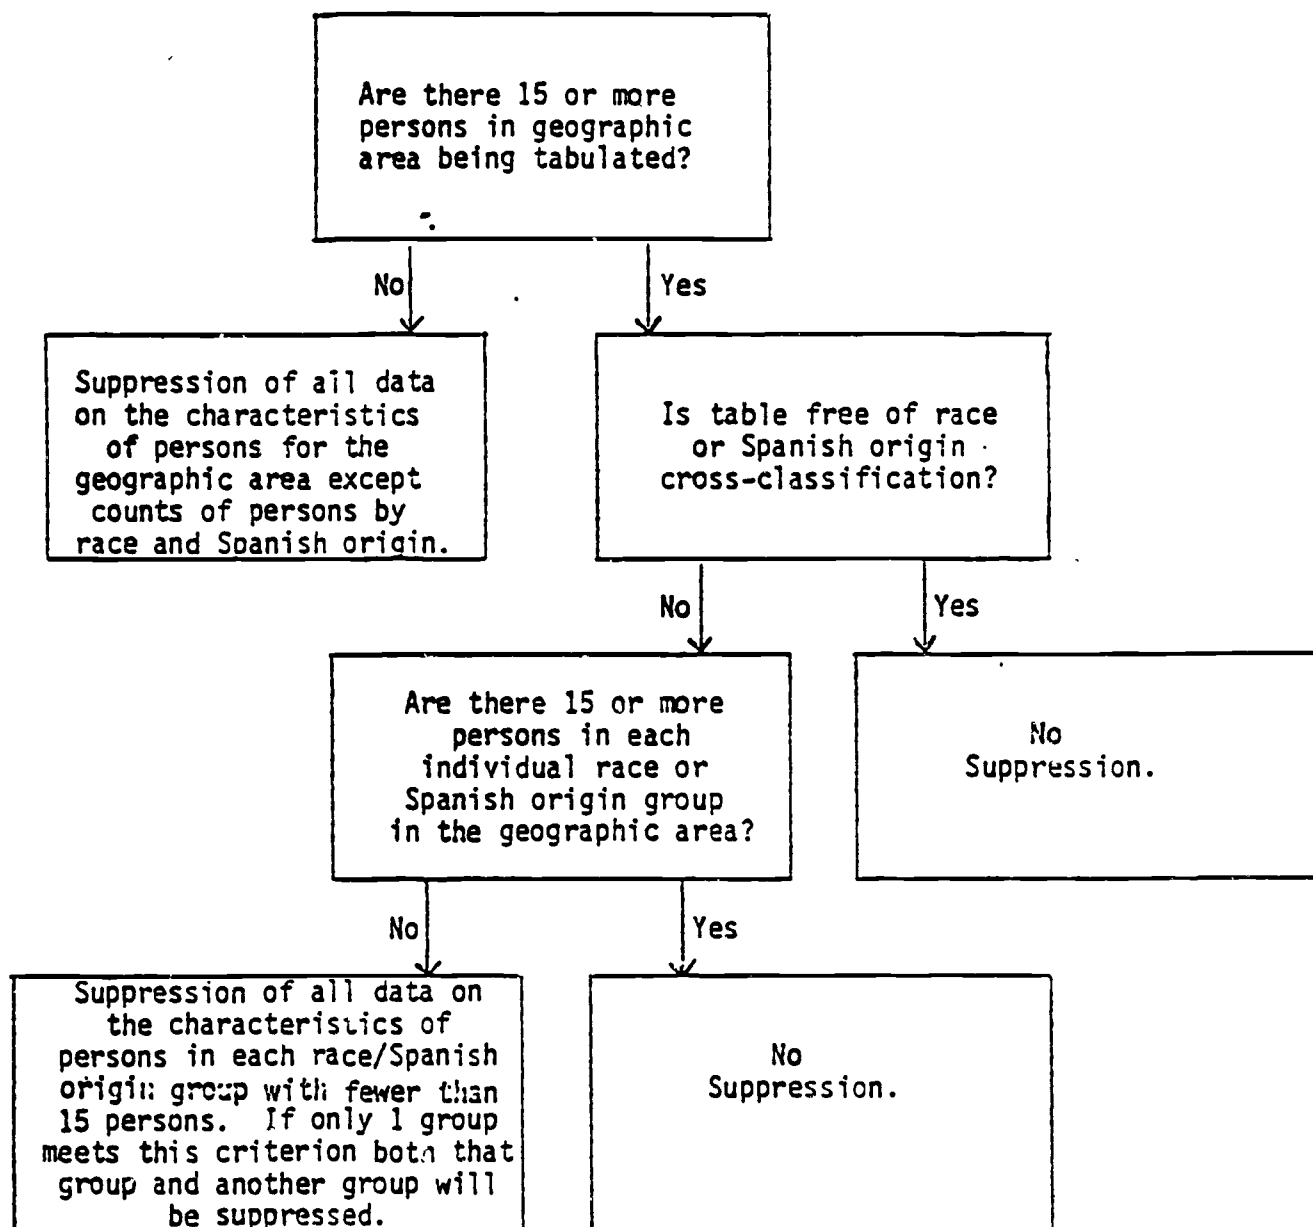 Are there 15 or more
persons in geographic
area being tabulated?
No
Yes
Suppression of all data
on the characteristics
of persons for the
geographic area except
counts of persons by
race and Spanish origin.
Is table free of race
or Spanish origin
cross-classification?
No
Yes
Are there 15 or more
persons in each
individual race or
Spanish origin group
in the geographic area?
No
Suppression.
No
Yes
Suppression of all data on
the characteristics of
persons in each race/Spanish
origin group with fewer than
15 persons. If only 1 group
meets this criterion both that
group and another group will
be suppressed.
No
Suppression.